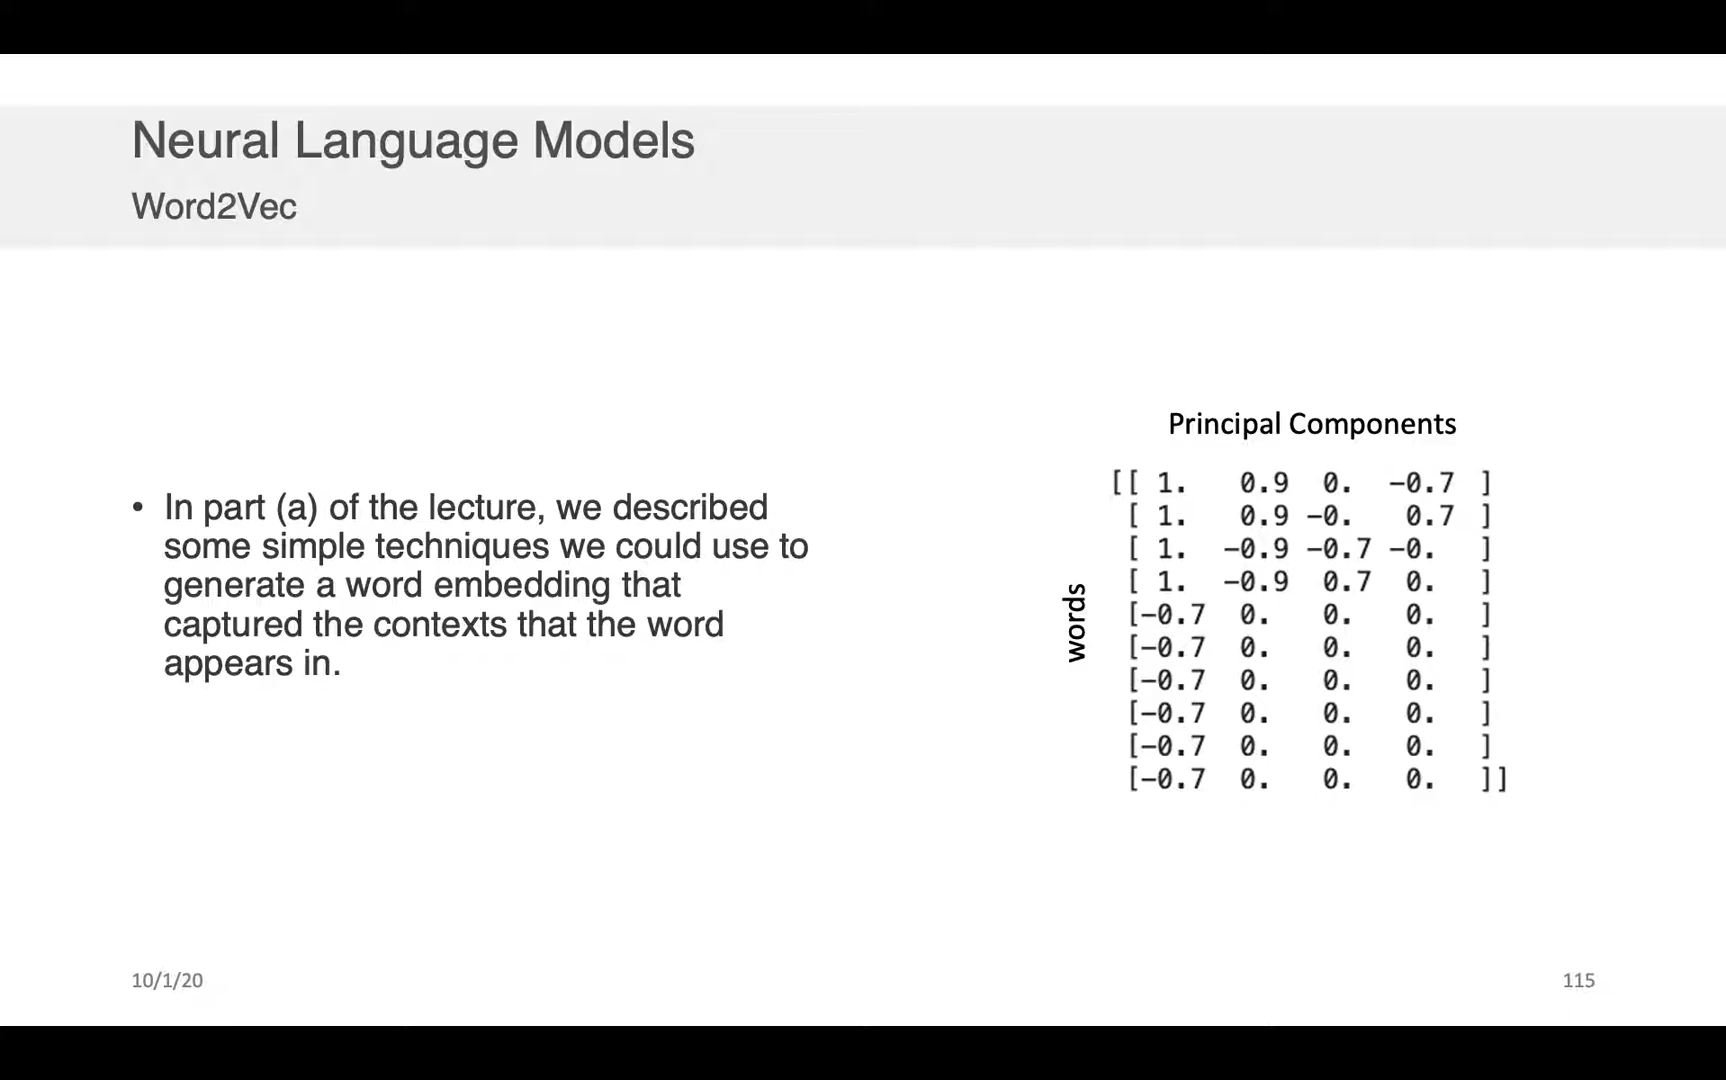 Neural Language Models
Word2Vec
• In part (a) of the lecture, we described
some simple techniques we could use to
generate a word embedding that
captured the contexts that the word
appears in.
Principal Components
words
[[ 1.   0.9  0.  -0.7 ]
[ 1.   0.9 -0.   0.7 ]
[ 1.  -0.9 -0.7 -0.  ]
[ 1.  -0.9  0.7  0.  ]
[-0.7  0.   0.   0.  ]
[-0.7  0.   0.   0.  ]
[-0.7  0.   0.   0.  ]
[-0.7  0.   0.   0.  ]
[-0.7  0.   0.   0.  ]
[-0.7  0.   0.   0.  ]]
10/1/20
115